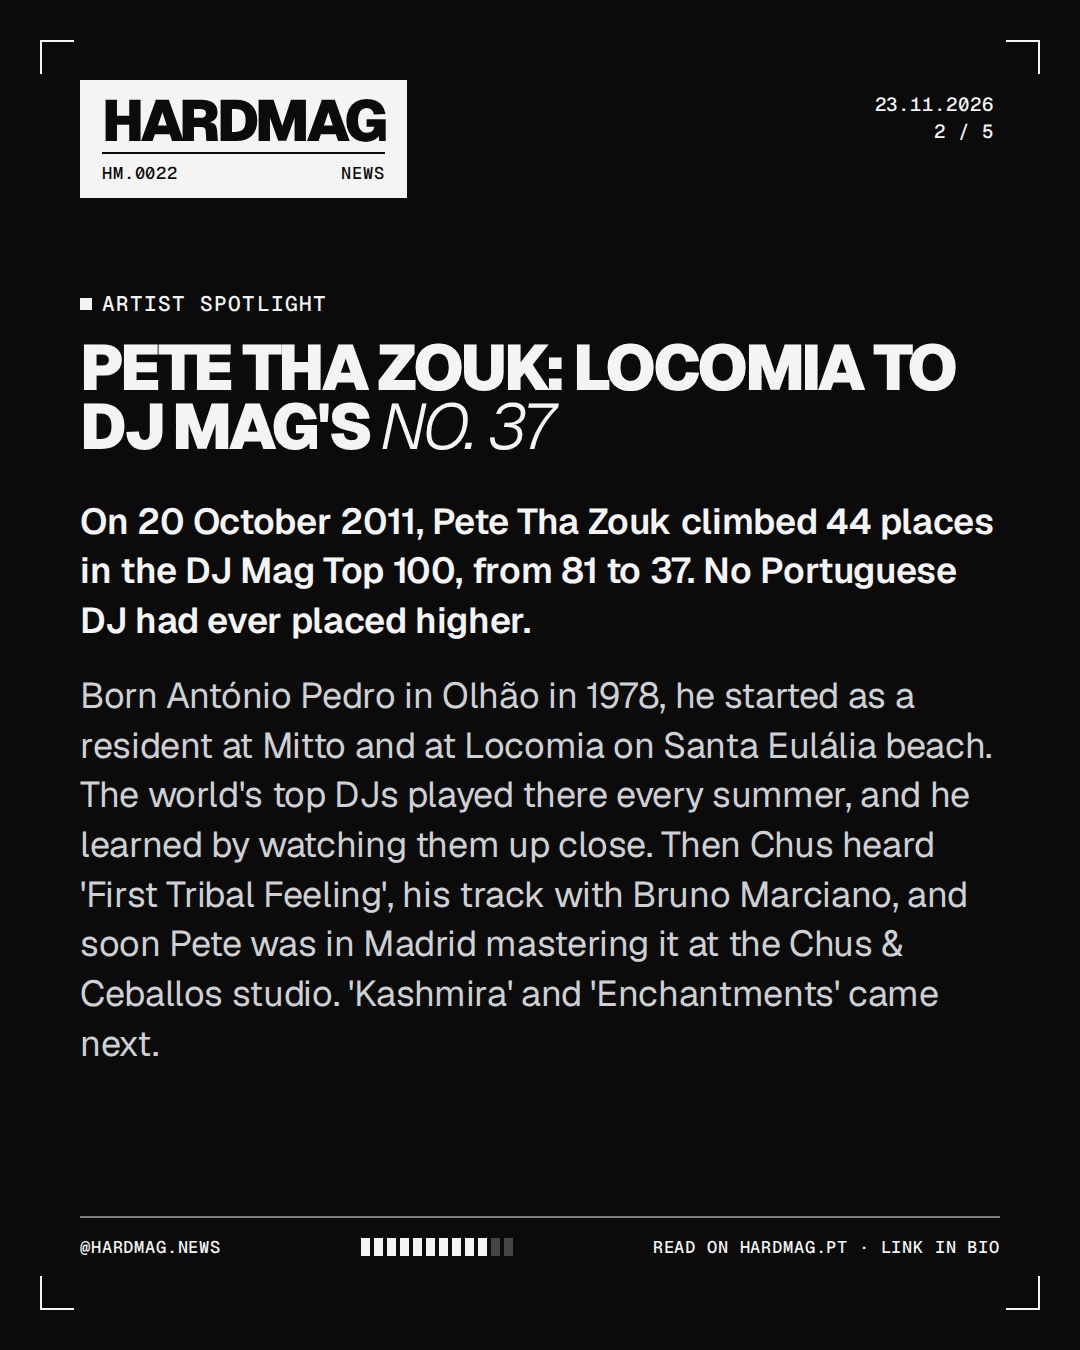 HARDMAG
HM.0022 NEWS
23.11.2026
2 / 5
ARTIST SPOTLIGHT
PETE THA ZOUK: LOCOMIA TO
DJ MAG'S NO. 37
On 20 October 2011, Pete Tha Zouk climbed 44 places
in the DJ Mag Top 100, from 81 to 37. No Portuguese
DJ had ever placed higher.
Born António Pedro in Olhão in 1978, he started as a
resident at Mitto and at Locomia on Santa Eulália beach.
The world's top DJs played there every summer, and he
learned by watching them up close. Then Chus heard
'First Tribal Feeling', his track with Bruno Marciano, and
soon Pete was in Madrid mastering it at the Chus &
Ceballos studio. 'Kashmira' and 'Enchantments' came
next.
@HARDMAG.NEWS
READ ON HARDMAG.PT · LINK IN BIO